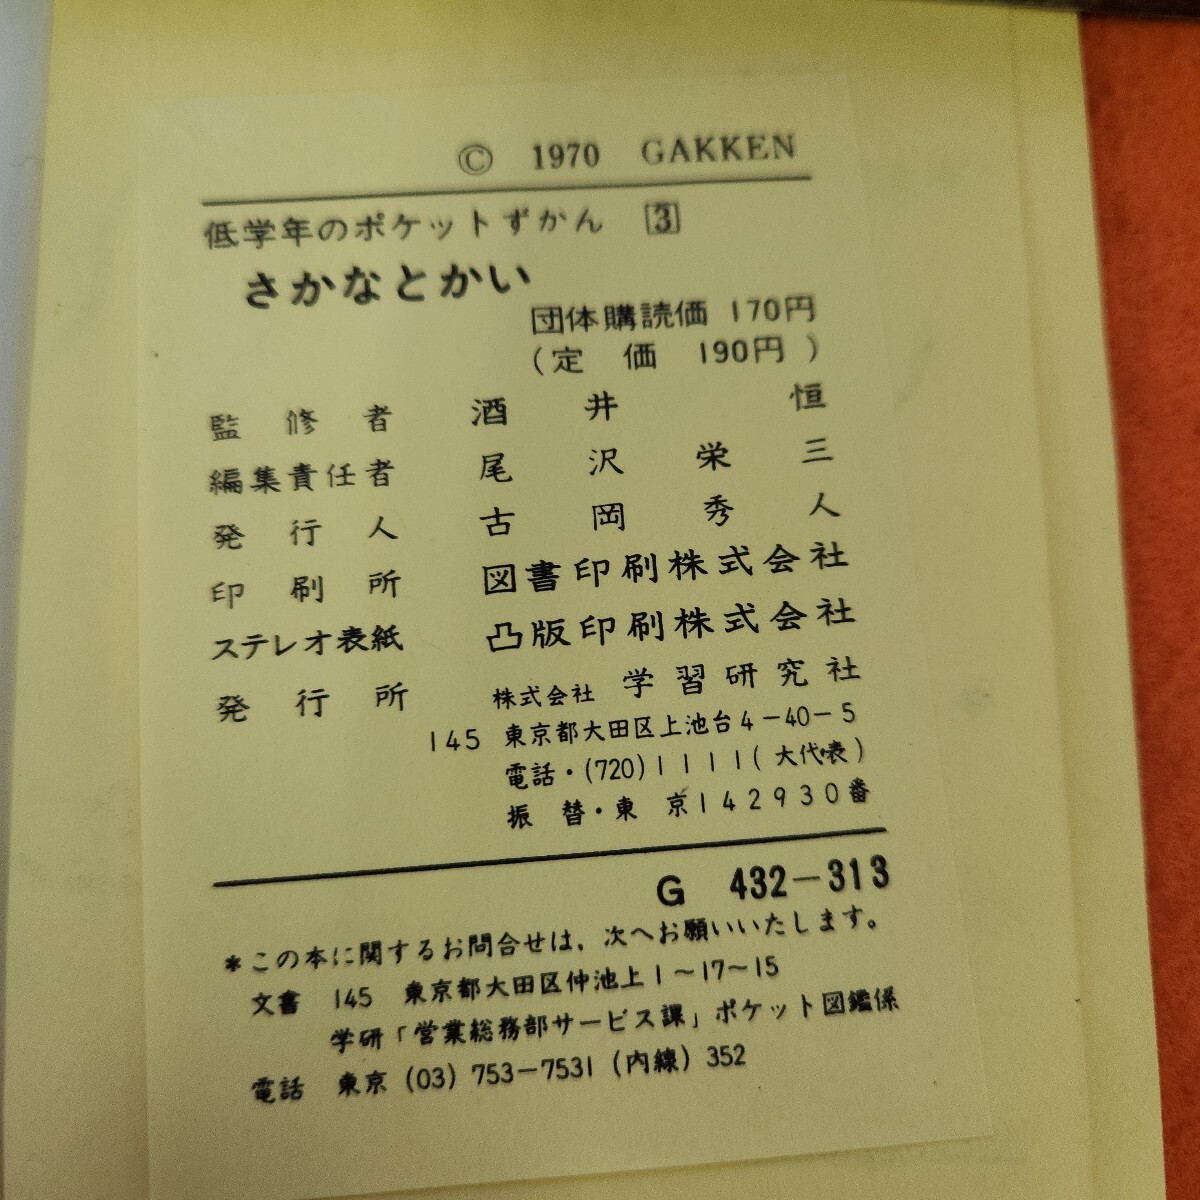 © 1970 GAKKEN
低学年のポケットずかん 3
さかなとかい
団体購読価 170円
(定価 190円)
監修者 酒井恒
編集責任者 尾沢栄三
発行人 古岡秀人
印刷所 図書印刷株式会社
ステレオ表紙 凸版印刷株式会社
発行所 株式会社 学習研究社
145 東京都大田区上池台4-40-5
電話・(720)1111(大代表)
振替・東京142930番
G 432-313
*この本に関するお問合せは、次へお願いいたします。
文書 145 東京都大田区仲池上1~17~15
学研「営業総務部サービス課」ポケット図鑑係
電話 東京 (03) 753-7531 (内線) 352